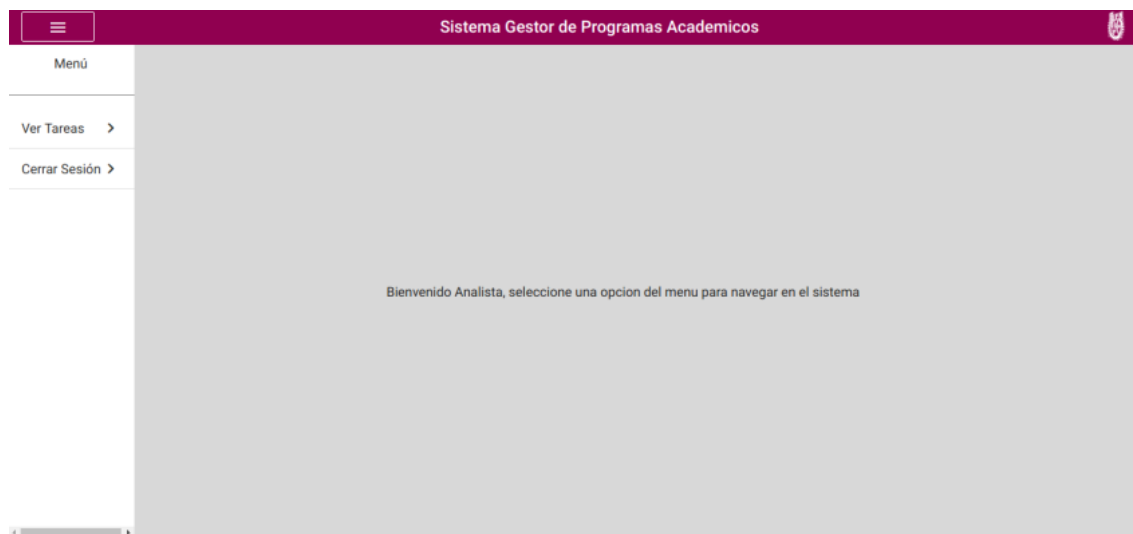 Sistema Gestor de Programas Academicos
Menú
Ver Tareas
Cerrar Sesión
Bienvenido Analista, seleccione una opcion del menu para navegar en el sistema